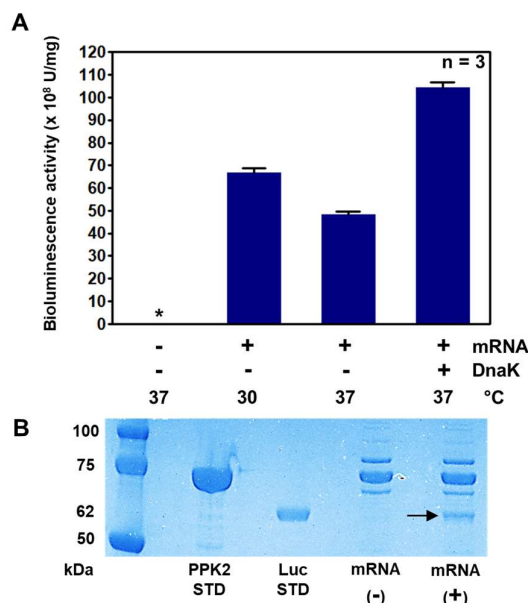 A
n = 3
Bioluminescence activity (x 10⁸ U/mg)
120
110
100
90
80
70
60
50
40
30
20
10
0
*
- + + + mRNA
- - - + DnaK
37 30 37 37 °C
B
100
75
62
50
kDa PPK2 Luc mRNA mRNA
STD STD (-) (+)